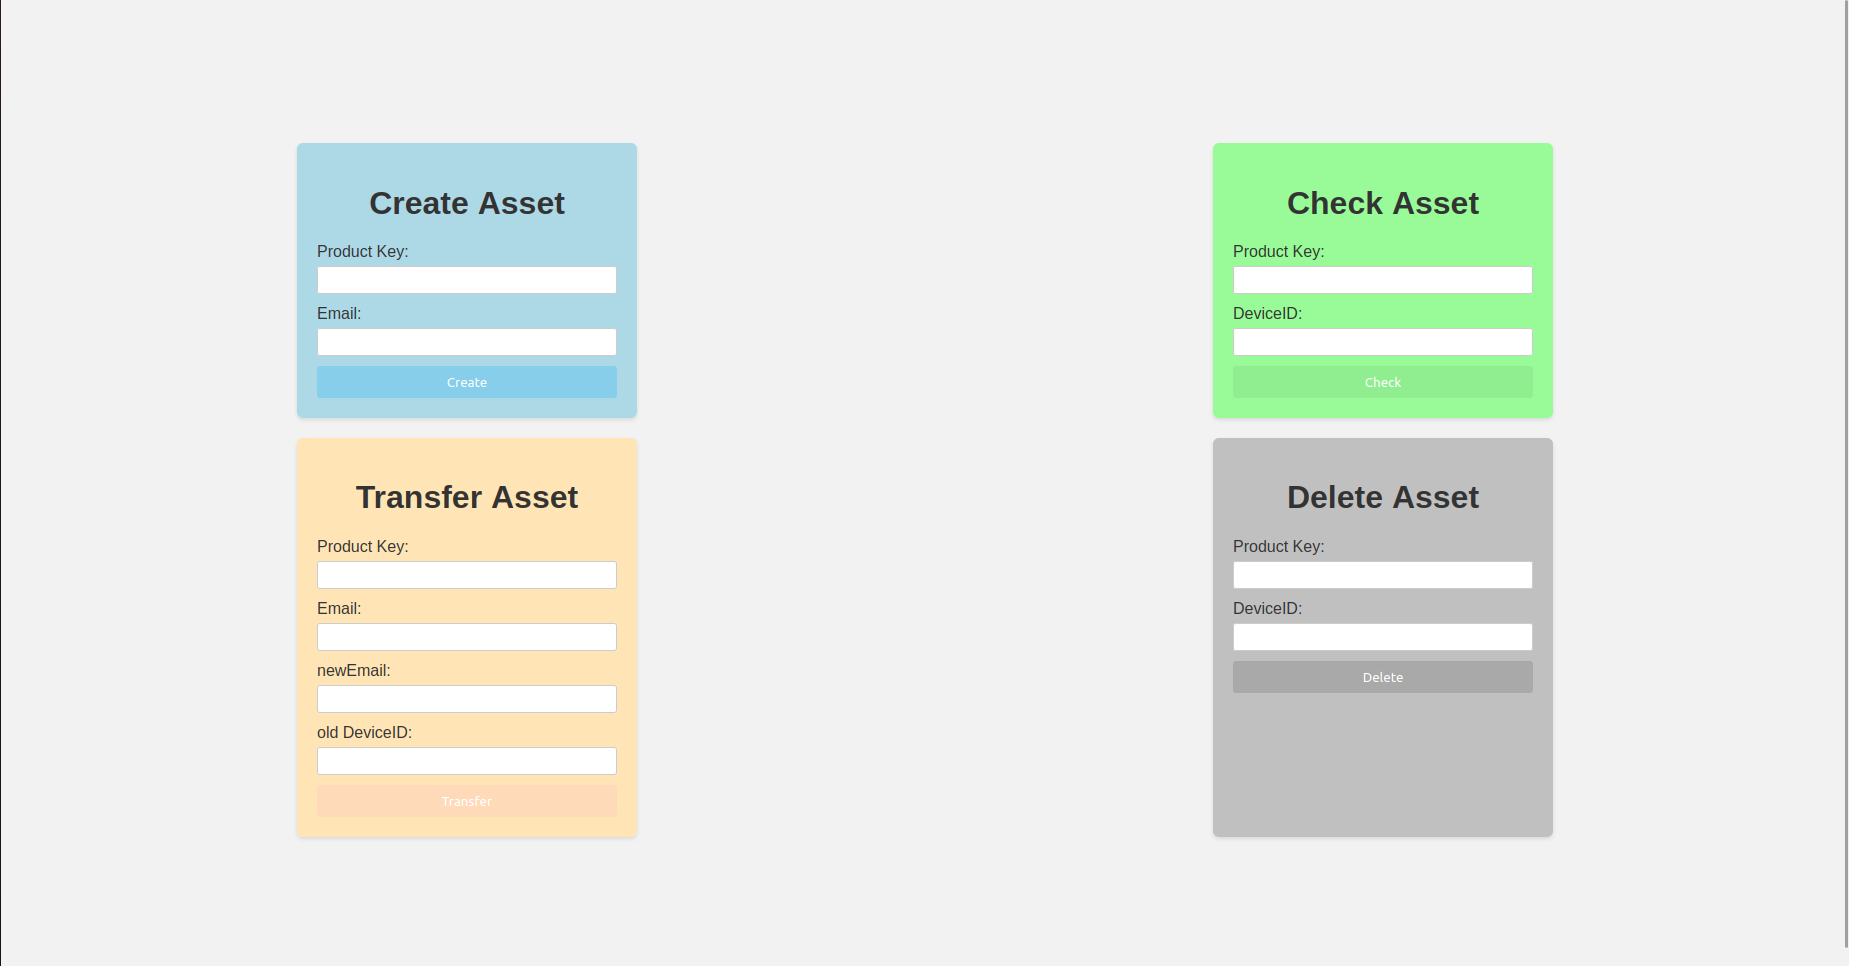 Create Asset
Product Key:
Email:
Create
Check Asset
Product Key:
DeviceID:
Check
Transfer Asset
Product Key:
Email:
newEmail:
old DeviceID:
Transfer
Delete Asset
Product Key:
DeviceID:
Delete